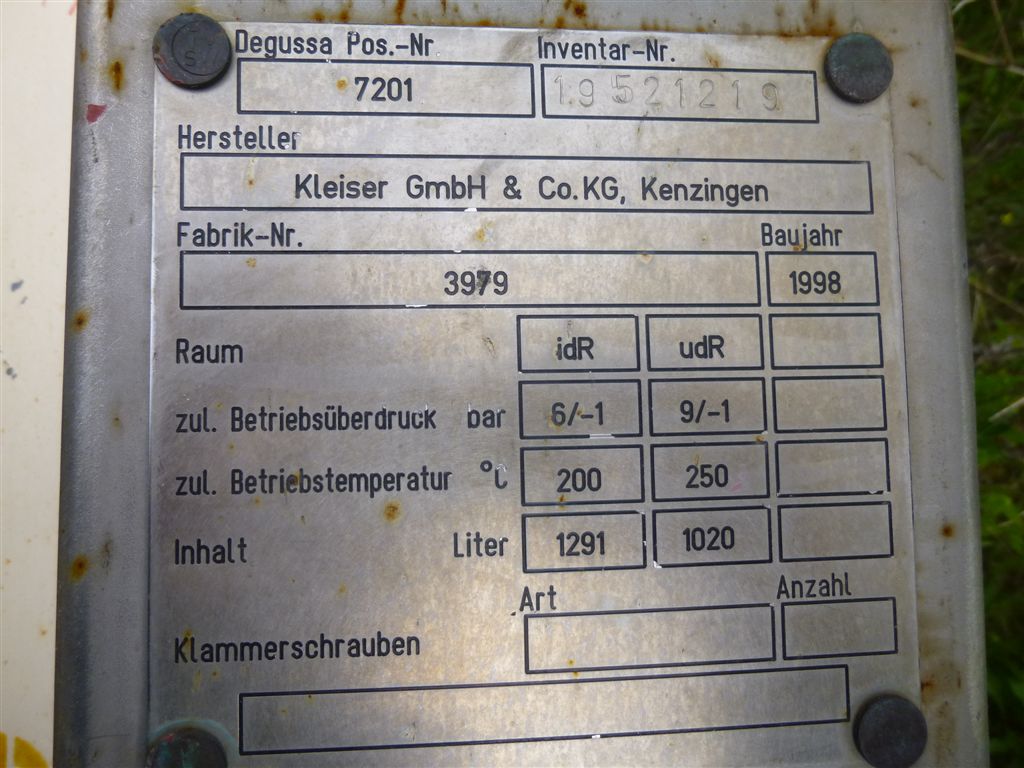 Degussa Pos.-Nr. Inventar-Nr.
7201 19521219
Hersteller
Kleiser GmbH & Co.KG, Kenzingen
Fabrik-Nr. Baujahr
3979 1998
Raum idR udR
zul. Betriebsüberdruck bar 6/-1 9/-1
zul. Betriebstemperatur °C 200 250
Inhalt Liter 1291 1020
Art Anzahl
Klammerschrauben